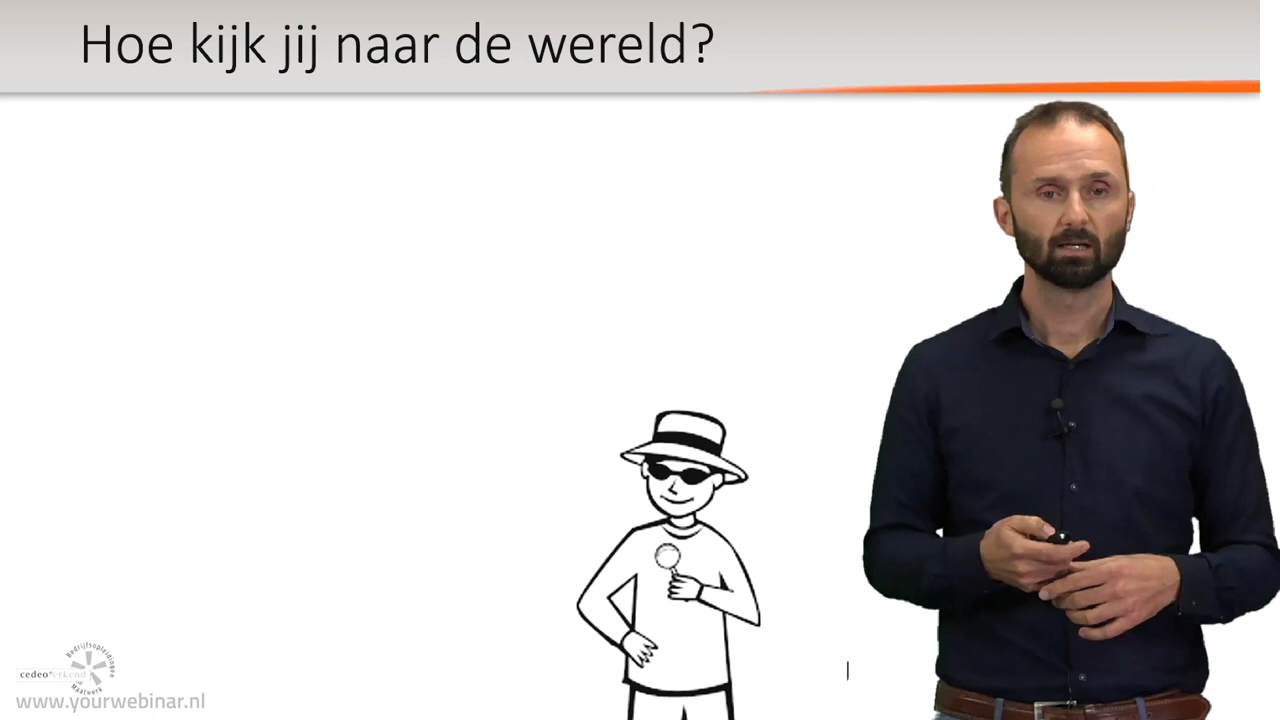 Hoe kijk jij naar de wereld?
Bedrijfsopleidingen
cedeo*erkend
Maatwerk
www.yourwebinar.nl